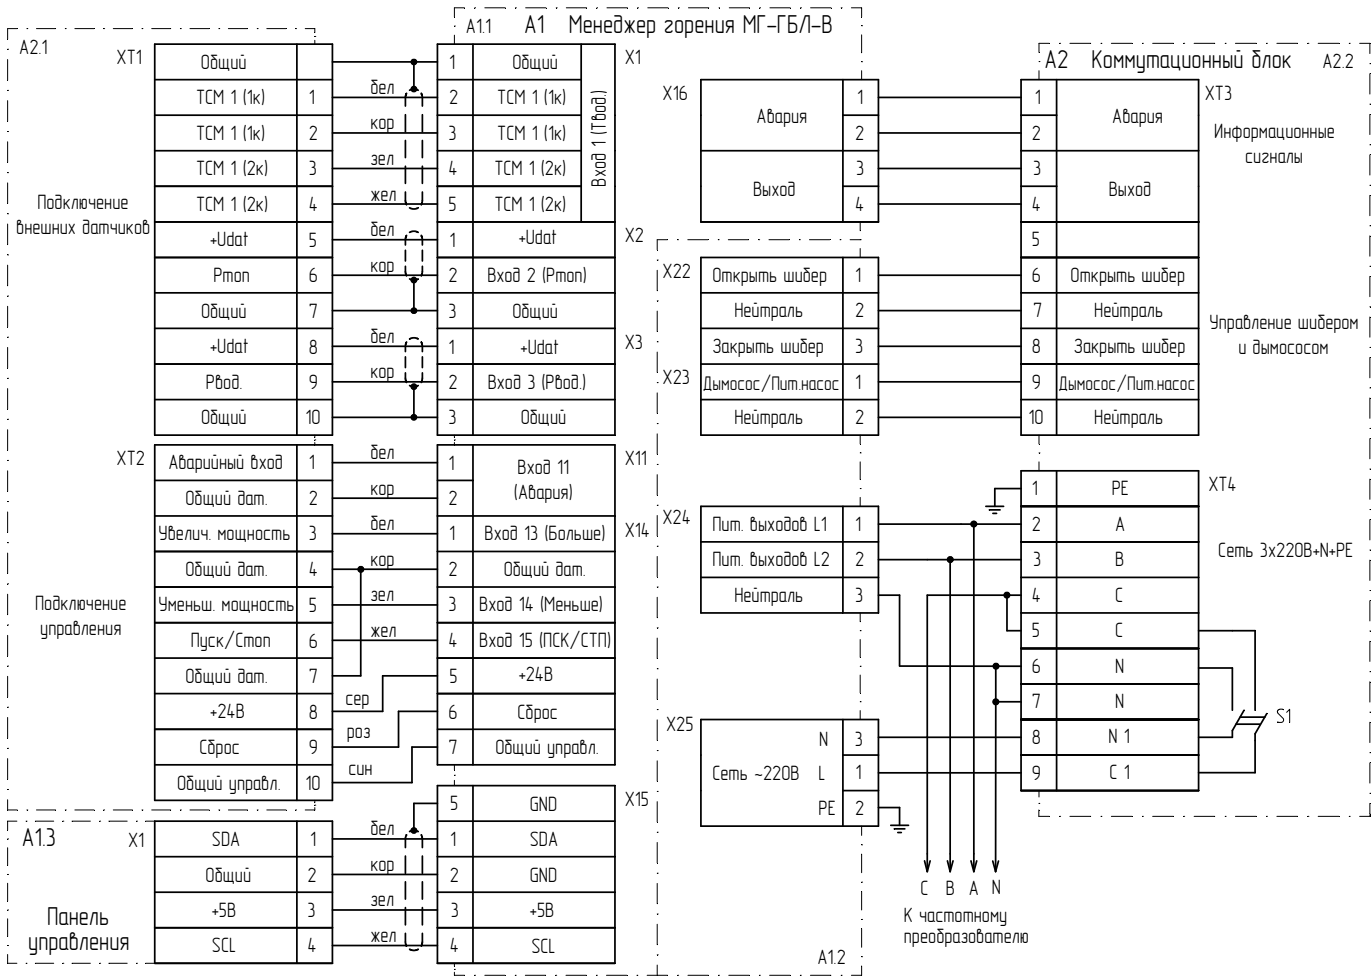 A2.1
XT1
Общий
ТСМ 1 (1к) 1
ТСМ 1 (1к) 2
ТСМ 1 (2к) 3
ТСМ 1 (2к) 4
+Udat 5
Pтоп 6
Общий 7
+Udat 8
Рвод. 9
Общий 10
Подключение
внешних датчиков
бел
кор
зел
жел
бел
кор
бел
кор
A1.1 A1 Менеджер горения МГ-ГБЛ-В
1 Общий X1
2 ТСМ 1 (1к)
3 ТСМ 1 (1к)
4 ТСМ 1 (2к)
5 ТСМ 1 (2к)
Вход 1 (Твод.)
1 +Udat X2
2 Вход 2 (Ртоп)
3 Общий
1 +Udat X3
2 Вход 3 (Рвод.)
3 Общий
XT2
Аварийный вход 1
Общий дат. 2
Увелич. мощность 3
Общий дат. 4
Уменьш. мощность 5
Пуск/Стоп 6
Общий дат. 7
+24В 8
Сброс 9
Общий управл. 10
Подключение
управления
бел
кор
бел
кор
зел
жел
сер
роз
син
1
2
Вход 11
(Авария)
X11
1 Вход 13 (Больше) X14
2 Общий дат.
3 Вход 14 (Меньше)
4 Вход 15 (ПСК/СТП)
5 +24В
6 Сброс
7 Общий управл.
A1.3 X1
SDA 1
Общий 2
+5В 3
SCL 4
Панель
управления
бел
кор
зел
жел
5 GND X15
1 SDA
2 GND
3 +5В
4 SCL
X16
Авария 1
2
Выход 3
4
X22
Открыть шибер 1
Нейтраль 2
Закрыть шибер 3
X23
Дымосос/Пит.насос 1
Нейтраль 2
X24
Пит. выходов L1 1
Пит. выходов L2 2
Нейтраль 3
X25
Сеть ~220В
N 3
L 1
PE 2
A1.2
A2 Коммутационный блок A2.2
XT3
1
2
Авария
3
4
Выход
5
6 Открыть шибер
7 Нейтраль
8 Закрыть шибер
9 Дымосос/Пит.насос
10 Нейтраль
Информационные
сигналы
Управление шибером
и дымососом
XT4
1 PE
2 A
3 B
4 C
5 C
6 N
7 N
8 N 1
9 C 1
Сеть 3х220В+N+PE
S1
C B A N
К частотному
преобразователю